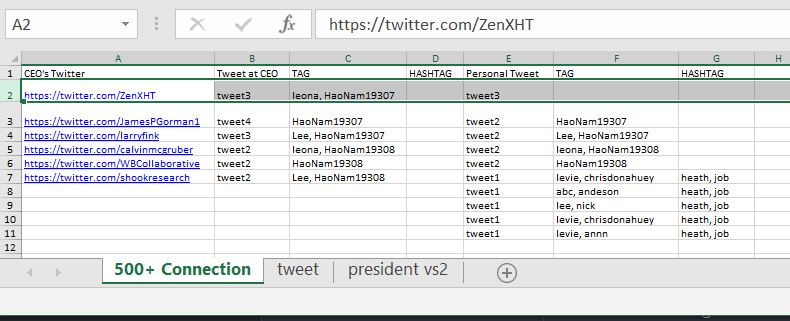 A2 https://twitter.com/ZenXHT
A B C D E F G H
1 CEO's Twitter Tweet at CEO TAG HASHTAG Personal Tweet TAG HASHTAG
2 https://twitter.com/ZenXHT tweet3 leona, HaoNam19307 tweet3
3 https://twitter.com/JamesPGorman1 tweet4 HaoNam19307 tweet2 HaoNam19307
4 https://twitter.com/larryfink tweet3 Lee, HaoNam19307 tweet2 Lee, HaoNam19307
5 https://twitter.com/calvinmcgruber tweet2 leona, HaoNam19308 tweet2 leona, HaoNam19308
6 https://twitter.com/WBCollaborative tweet2 HaoNam19308 tweet2 HaoNam19308
7 https://twitter.com/shookresearch tweet2 Lee, HaoNam19308 tweet1 levie, chrisdonahuey heath, job
8 tweet1 abc, andeson heath, job
9 tweet1 lee, nick heath, job
10 tweet1 levie, chrisdonahuey heath, job
11 tweet1 levie, annn heath, job
12
500+ Connection tweet president vs2